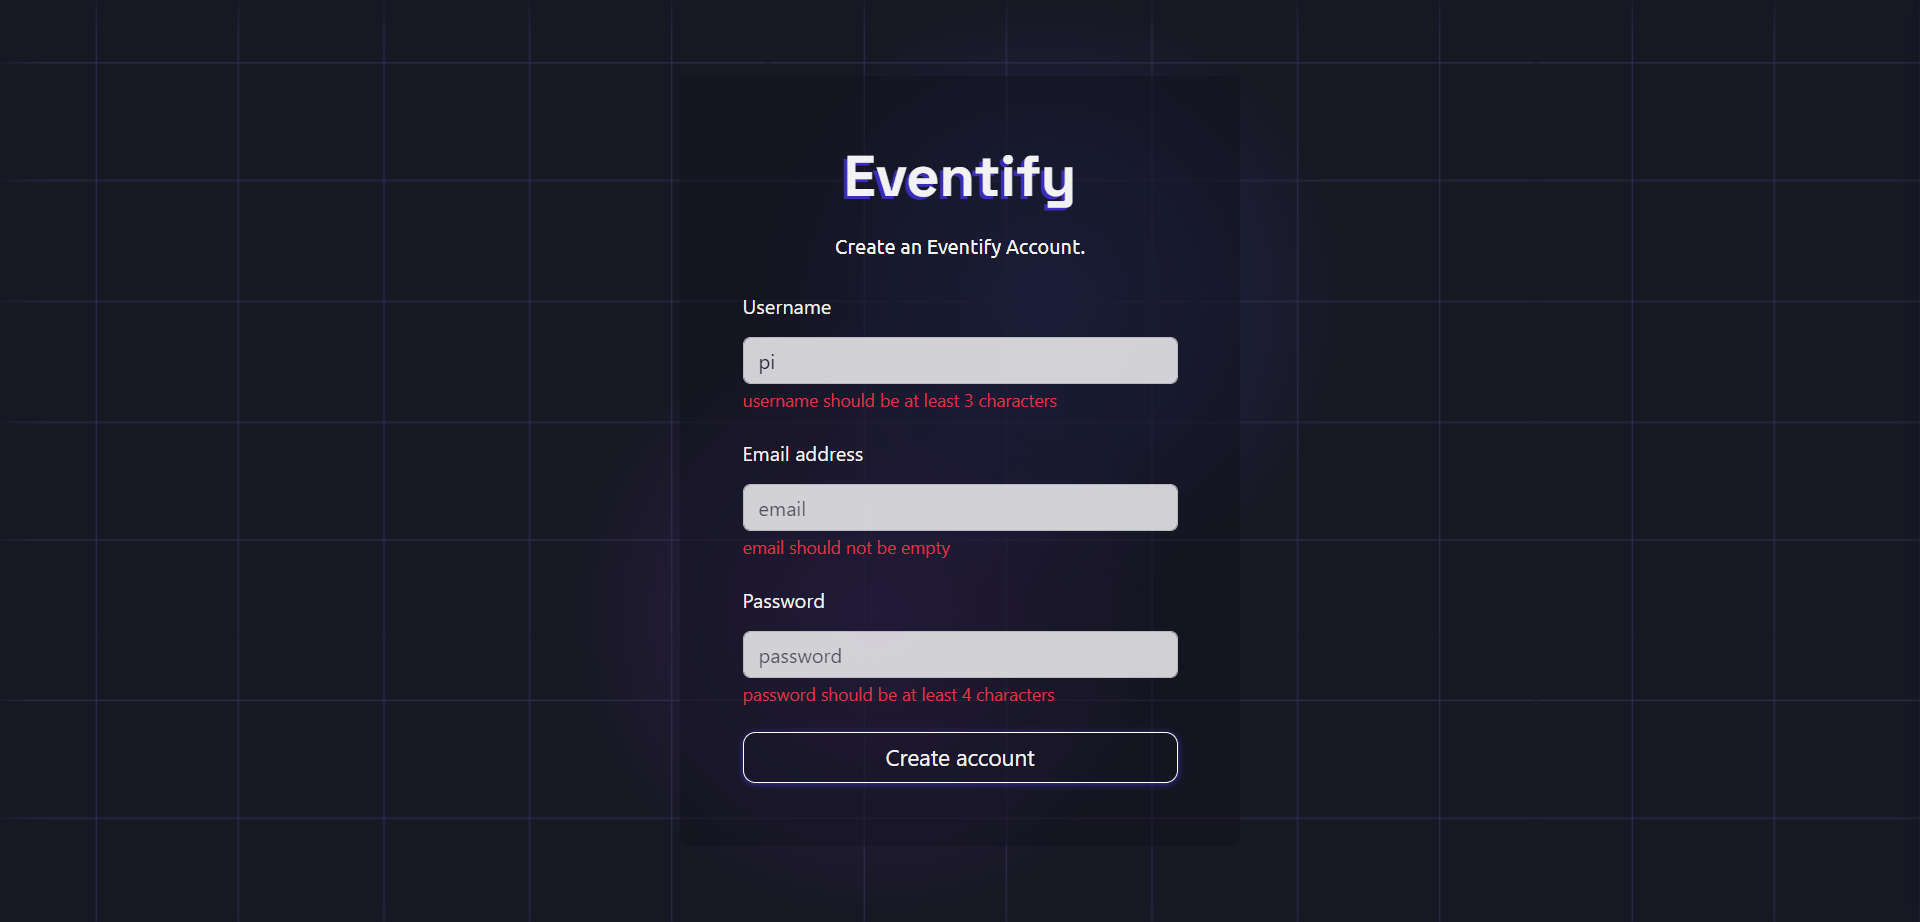 Eventify
Create an Eventify Account.
Username
pi
username should be at least 3 characters
Email address
email
email should not be empty
Password
password
password should be at least 4 characters
Create account